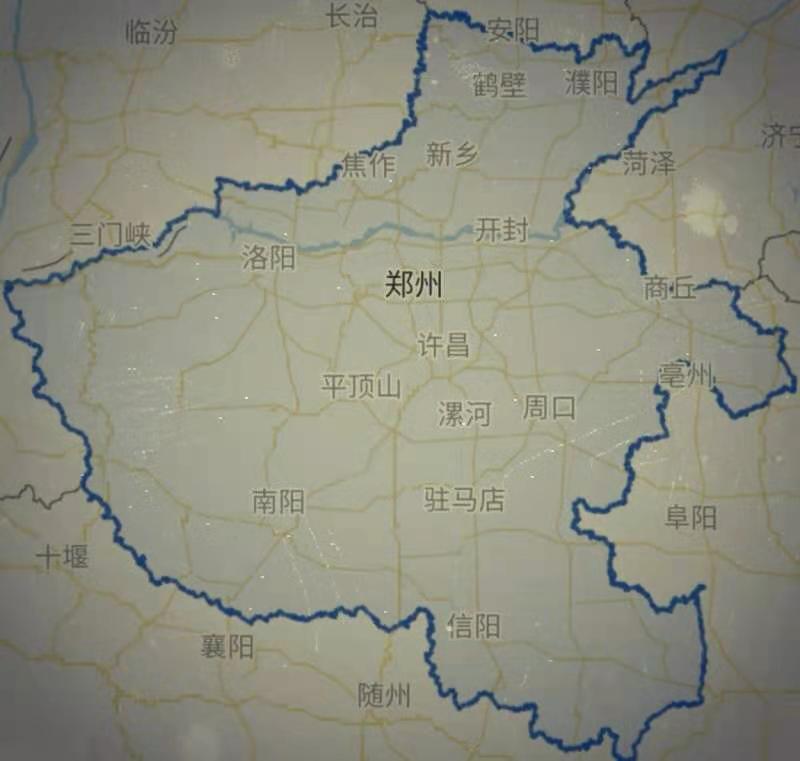 长治
临汾
安阳
鹤壁
濮阳
济宁
新乡
焦作
菏泽
三门峡
开封
洛阳
郑州
商丘
许昌
平顶山
亳州
漯河
周口
南阳
驻马店
阜阳
十堰
信阳
襄阳
随州